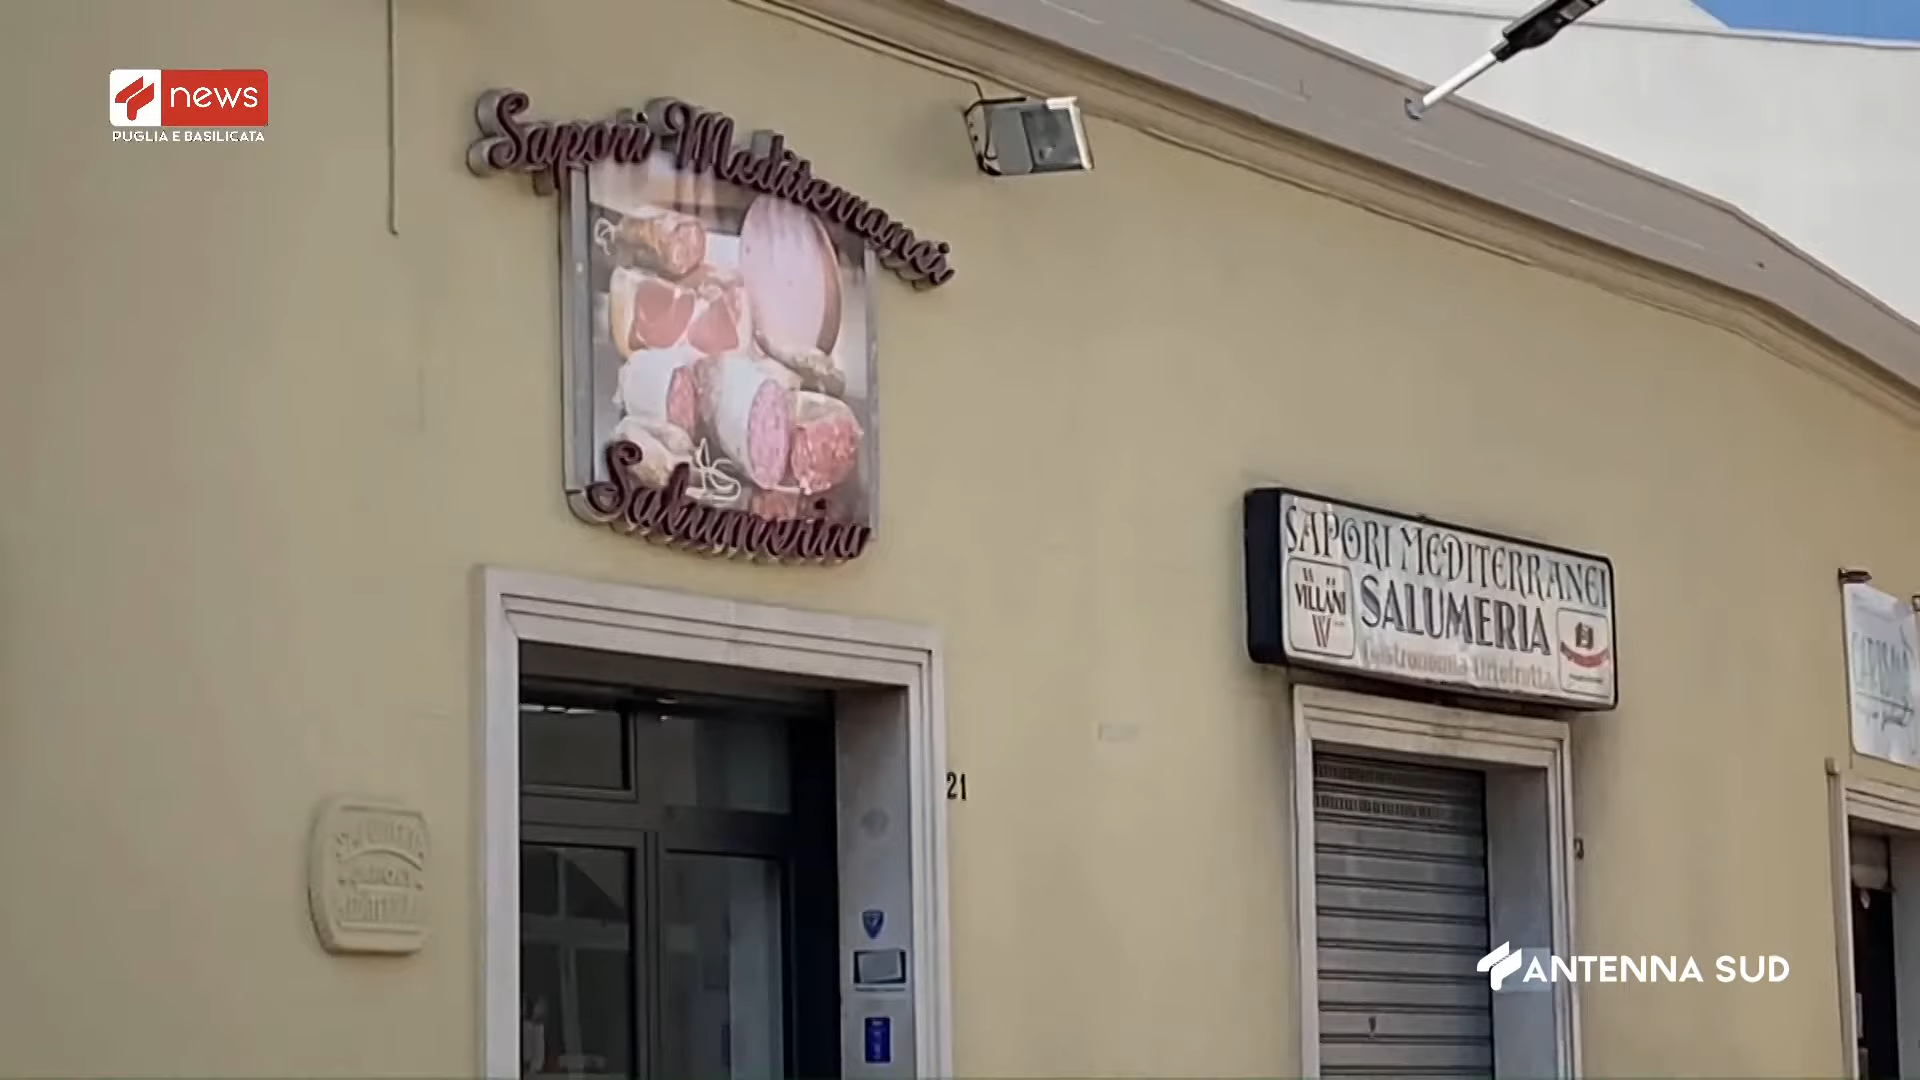 news
PUGLIA E BASILICATA
Sapori Mediterranei
Salumeria
SAPORI MEDITERRANEI
VILLANI
SALUMERIA
Gastronomia Ortofrutta
21
ANTENNA SUD